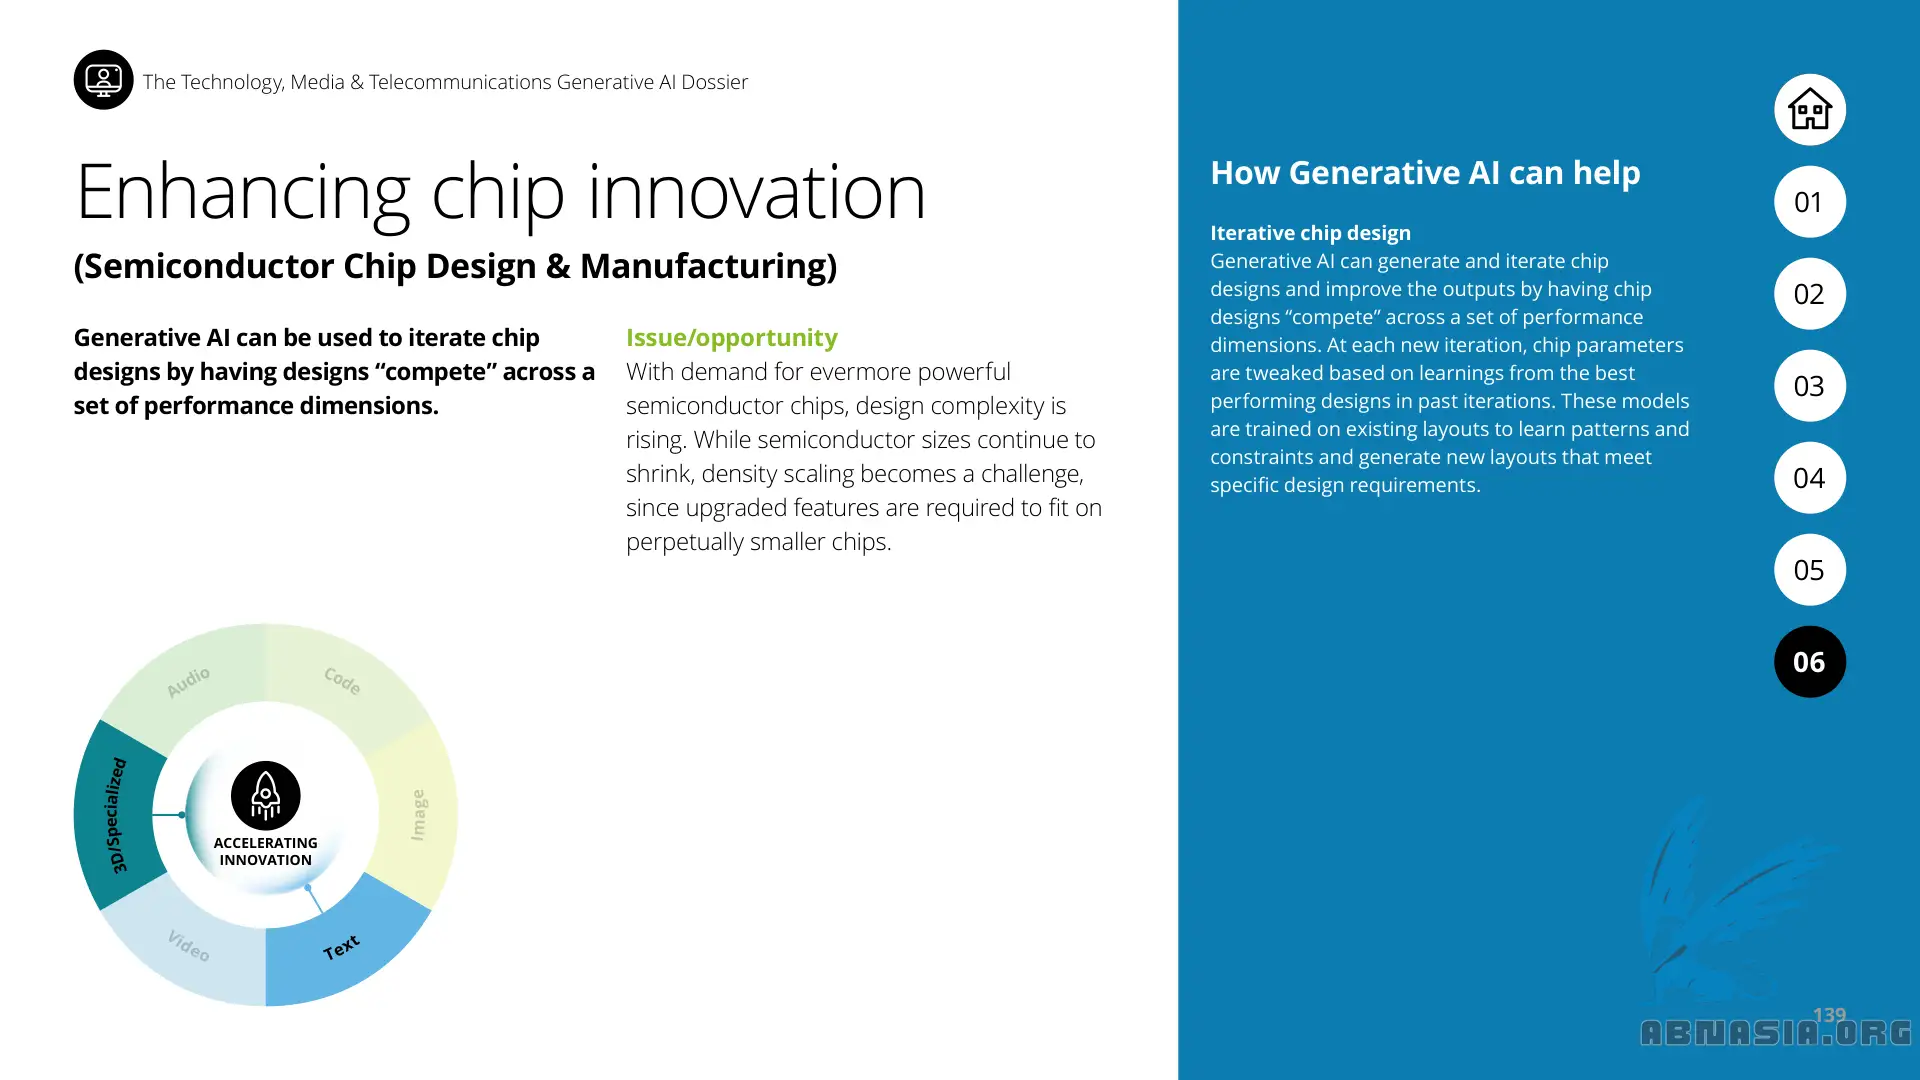 The Technology, Media & Telecommunications Generative AI Dossier
Enhancing chip innovation
(Semiconductor Chip Design & Manufacturing)
Generative AI can be used to iterate chip
designs by having designs “compete” across a
set of performance dimensions.
Issue/opportunity
With demand for evermore powerful
semiconductor chips, design complexity is
rising. While semiconductor sizes continue to
shrink, density scaling becomes a challenge,
since upgraded features are required to fit on
perpetually smaller chips.
Audio
Code
3D/Specialized
Image
ACCELERATING
INNOVATION
Video
Text
How Generative AI can help
Iterative chip design
Generative AI can generate and iterate chip
designs and improve the outputs by having chip
designs “compete” across a set of performance
dimensions. At each new iteration, chip parameters
are tweaked based on learnings from the best
performing designs in past iterations. These models
are trained on existing layouts to learn patterns and
constraints and generate new layouts that meet
specific design requirements.
01
02
03
04
05
06
139
ABNASIA.ORG